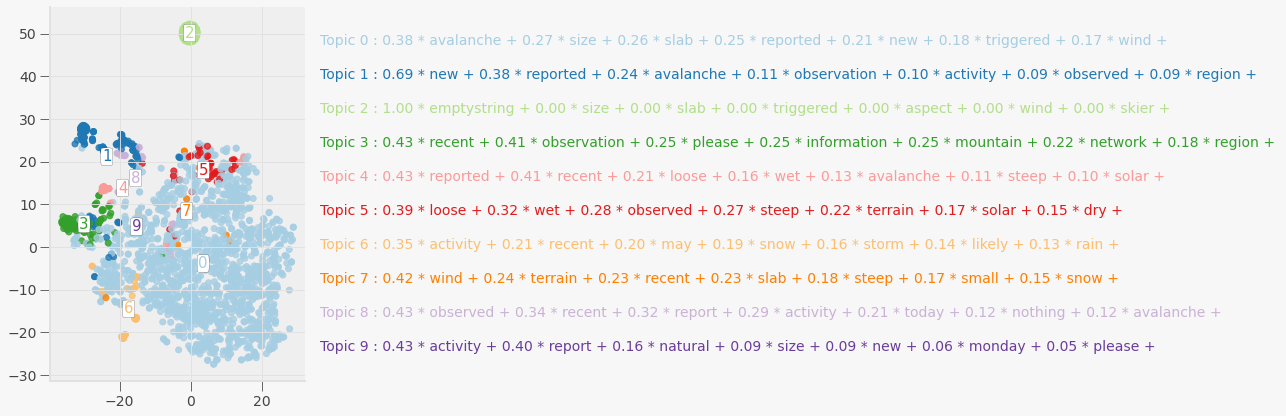 50
40
30
20
10
0
−10
−20
−30
−20
0
20
2
1
5
8
4
7
3
9
0
6
Topic 0 : 0.38 * avalanche + 0.27 * size + 0.26 * slab + 0.25 * reported + 0.21 * new + 0.18 * triggered + 0.17 * wind +
Topic 1 : 0.69 * new + 0.38 * reported + 0.24 * avalanche + 0.11 * observation + 0.10 * activity + 0.09 * observed + 0.09 * region +
Topic 2 : 1.00 * emptystring + 0.00 * size + 0.00 * slab + 0.00 * triggered + 0.00 * aspect + 0.00 * wind + 0.00 * skier +
Topic 3 : 0.43 * recent + 0.41 * observation + 0.25 * please + 0.25 * information + 0.25 * mountain + 0.22 * network + 0.18 * region +
Topic 4 : 0.43 * reported + 0.41 * recent + 0.21 * loose + 0.16 * wet + 0.13 * avalanche + 0.11 * steep + 0.10 * solar +
Topic 5 : 0.39 * loose + 0.32 * wet + 0.28 * observed + 0.27 * steep + 0.22 * terrain + 0.17 * solar + 0.15 * dry +
Topic 6 : 0.35 * activity + 0.21 * recent + 0.20 * may + 0.19 * snow + 0.16 * storm + 0.14 * likely + 0.13 * rain +
Topic 7 : 0.42 * wind + 0.24 * terrain + 0.23 * recent + 0.23 * slab + 0.18 * steep + 0.17 * small + 0.15 * snow +
Topic 8 : 0.43 * observed + 0.34 * recent + 0.32 * report + 0.29 * activity + 0.21 * today + 0.12 * nothing + 0.12 * avalanche +
Topic 9 : 0.43 * activity + 0.40 * report + 0.16 * natural + 0.09 * size + 0.09 * new + 0.06 * monday + 0.05 * please +